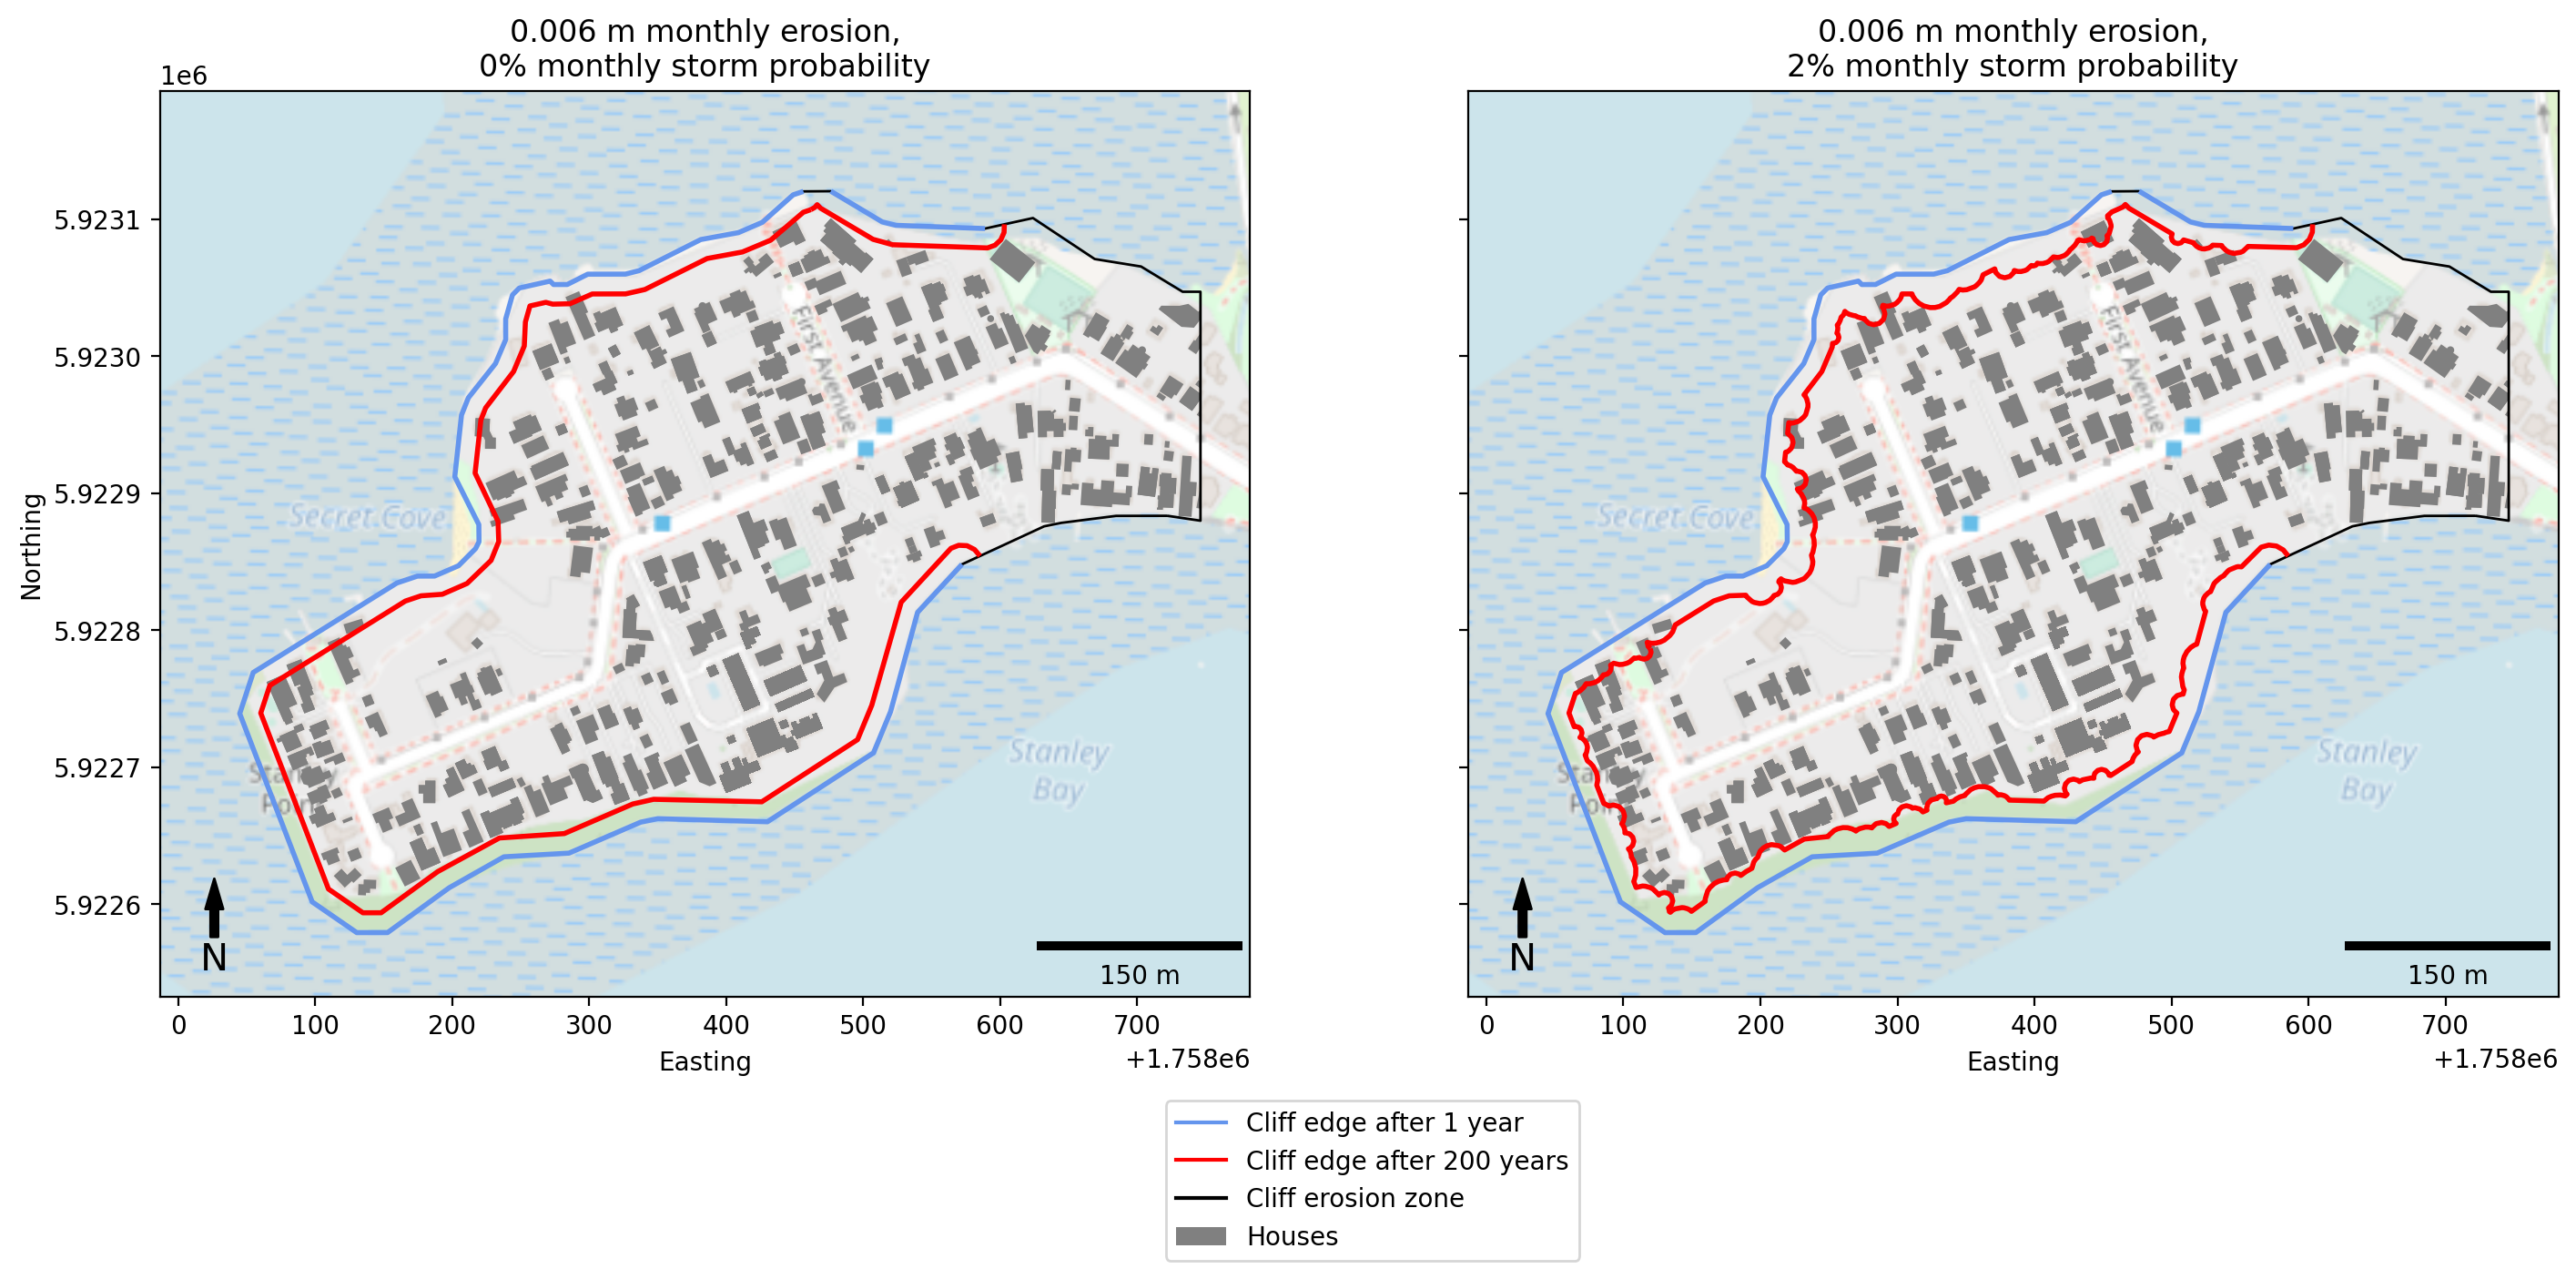 0.006 m monthly erosion,
0% monthly storm probability
1e6
5.9231
5.9230
5.9229
5.9228
5.9227
5.9226
Northing
First Avenue
Secret Cove
Stanley
Bay
Stanley
Point
N
150 m
0 100 200 300 400 500 600 700
Easting
+1.758e6
0.006 m monthly erosion,
2% monthly storm probability
First Avenue
Secret Cove
Stanley
Bay
Stanley
Point
N
150 m
0 100 200 300 400 500 600 700
Easting
+1.758e6
Cliff edge after 1 year
Cliff edge after 200 years
Cliff erosion zone
Houses